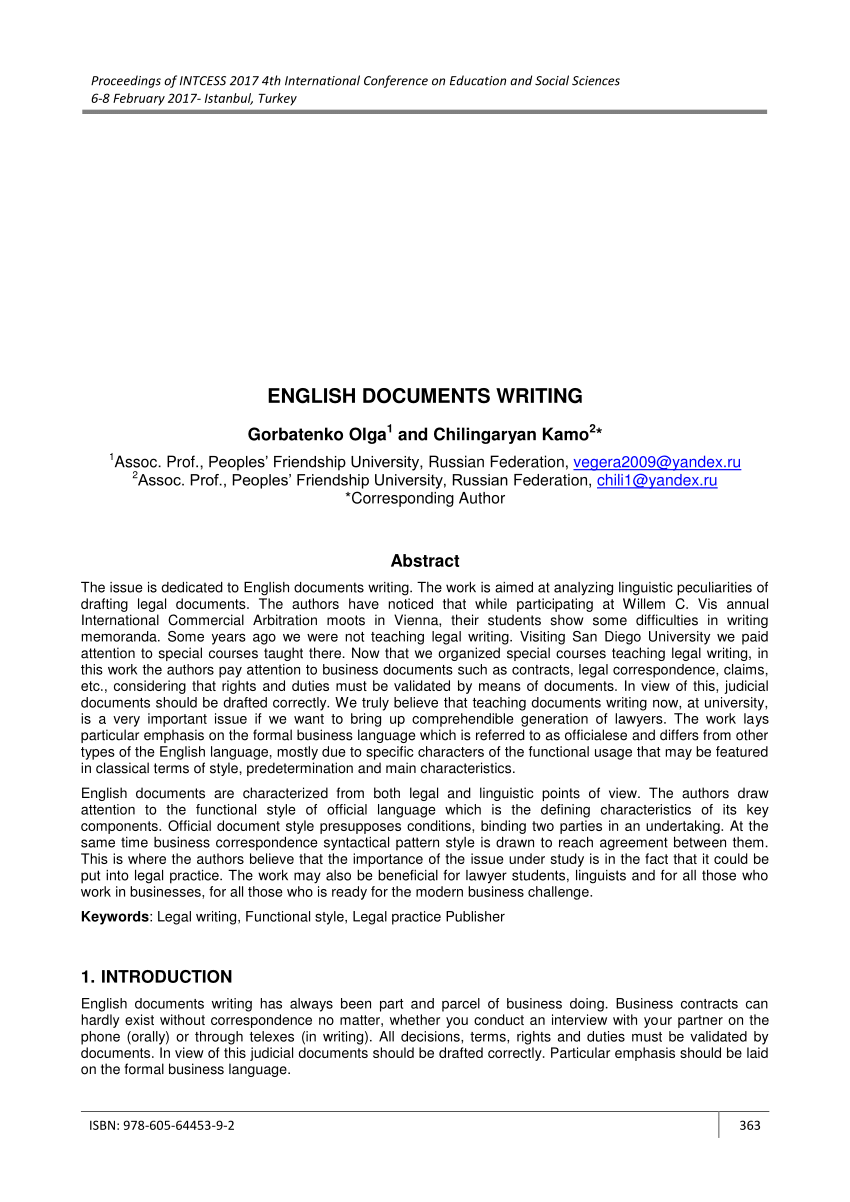 Proceedings of INTCESS 2017 4th International Conference on Education and Social Sciences
6-8 February 2017- Istanbul, Turkey
ENGLISH DOCUMENTS WRITING
Gorbatenko Olga1 and Chilingaryan Kamo2*
1Assoc. Prof., Peoples’ Friendship University, Russian Federation, vegera2009@yandex.ru
2Assoc. Prof., Peoples’ Friendship University, Russian Federation, chili1@yandex.ru
*Corresponding Author
Abstract
The issue is dedicated to English documents writing. The work is aimed at analyzing linguistic peculiarities of
drafting legal documents. The authors have noticed that while participating at Willem C. Vis annual
International Commercial Arbitration moots in Vienna, their students show some difficulties in writing
memoranda. Some years ago we were not teaching legal writing. Visiting San Diego University we paid
attention to special courses taught there. Now that we organized special courses teaching legal writing, in
this work the authors pay attention to business documents such as contracts, legal correspondence, claims,
etc., considering that rights and duties must be validated by means of documents. In view of this, judicial
documents should be drafted correctly. We truly believe that teaching documents writing now, at university,
is a very important issue if we want to bring up comprehendible generation of lawyers. The work lays
particular emphasis on the formal business language which is referred to as officialese and differs from other
types of the English language, mostly due to specific characters of the functional usage that may be featured
in classical terms of style, predetermination and main characteristics.
English documents are characterized from both legal and linguistic points of view. The authors draw
attention to the functional style of official language which is the defining characteristics of its key
components. Official document style presupposes conditions, binding two parties in an undertaking. At the
same time business correspondence syntactical pattern style is drawn to reach agreement between them.
This is where the authors believe that the importance of the issue under study is in the fact that it could be
put into legal practice. The work may also be beneficial for lawyer students, linguists and for all those who
work in businesses, for all those who is ready for the modern business challenge.
Keywords: Legal writing, Functional style, Legal practice Publisher
1. INTRODUCTION
English documents writing has always been part and parcel of business doing. Business contracts can
hardly exist without correspondence no matter, whether you conduct an interview with your partner on the
phone (orally) or through telexes (in writing). All decisions, terms, rights and duties must be validated by
documents. In view of this judicial documents should be drafted correctly. Particular emphasis should be laid
on the formal business language.
ISBN: 978-605-64453-9-2 363